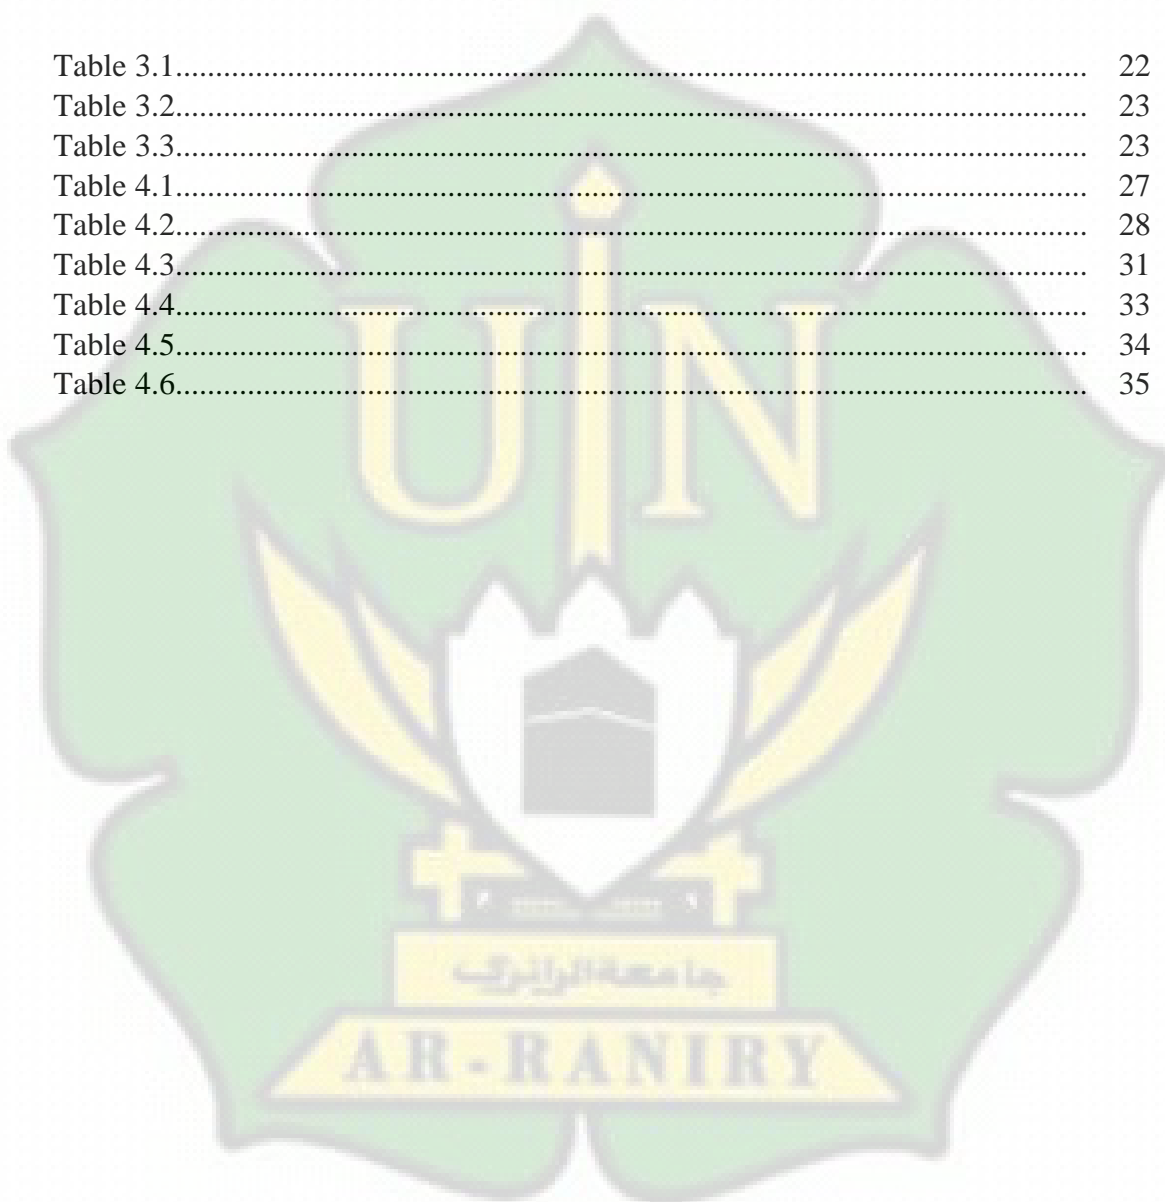 Table 3.1........................................................................................................... 22
Table 3.2........................................................................................................... 23
Table 3.3........................................................................................................... 23
Table 4.1........................................................................................................... 27
Table 4.2........................................................................................................... 28
Table 4.3........................................................................................................... 31
Table 4.4........................................................................................................... 33
Table 4.5........................................................................................................... 34
Table 4.6........................................................................................................... 35
UIN
جامعة الرانري
AR-RANIRY